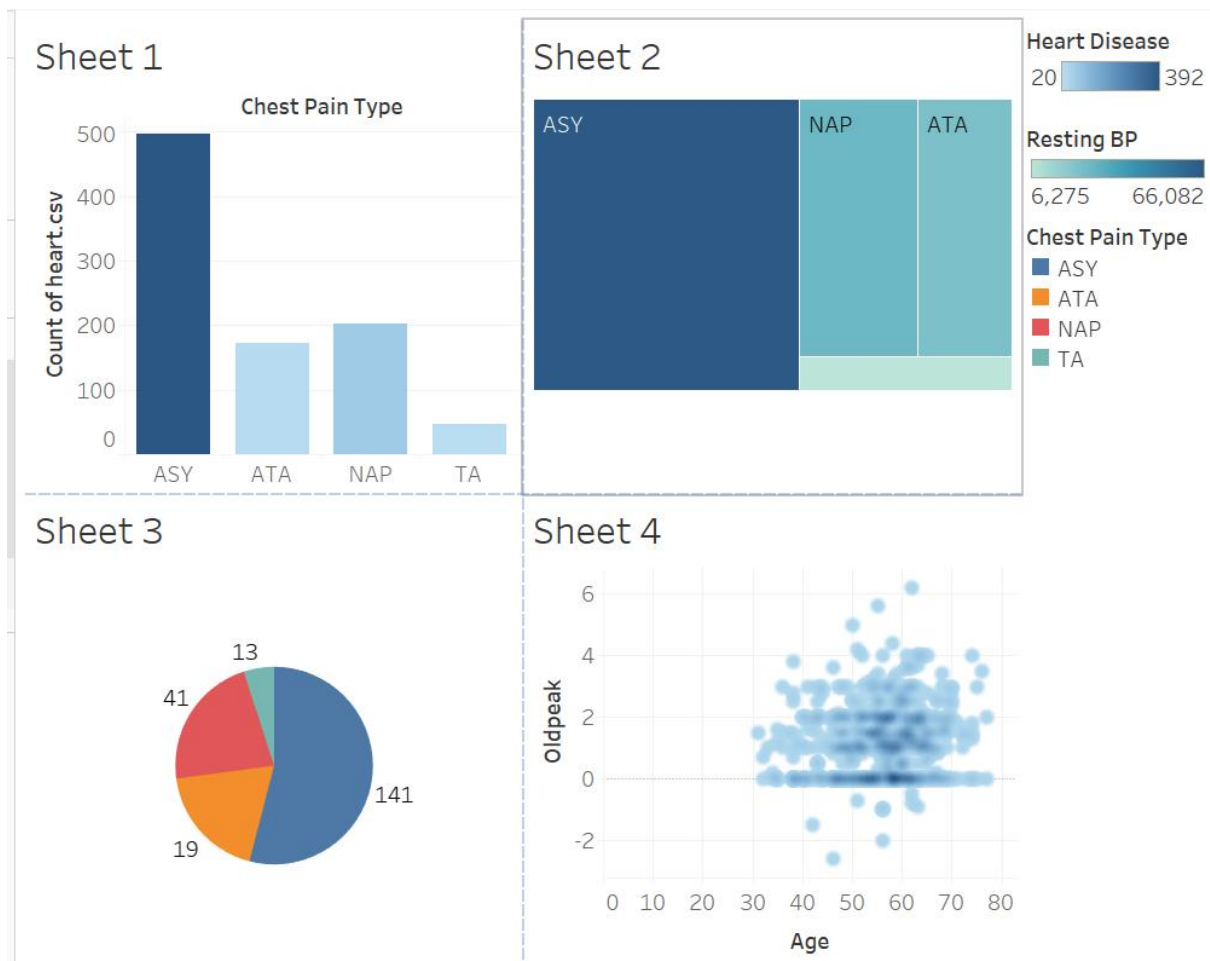 Sheet 1
Chest Pain Type
Count of heart.csv
500
400
300
200
100
0
ASY ATA NAP TA
Sheet 2
ASY NAP ATA
Heart Disease
20 392
Resting BP
6,275 66,082
Chest Pain Type
ASY
ATA
NAP
TA
Sheet 3
13
41
141
19
Sheet 4
Oldpeak
6
4
2
0
-2
0 10 20 30 40 50 60 70 80
Age